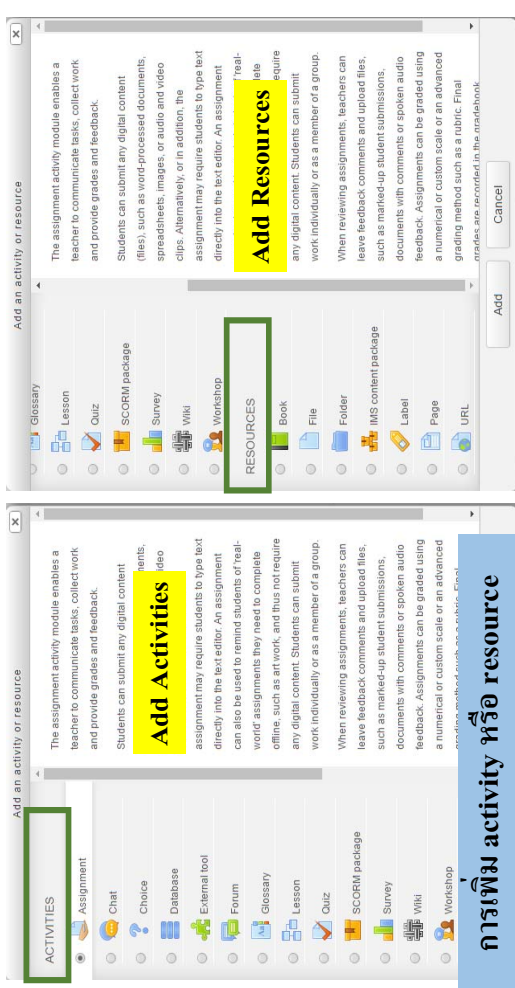 Add an activity or resource
ACTIVITIES
Assignment
Chat
Choice
Database
External tool
Forum
Glossary
Lesson
Quiz
SCORM package
Survey
Wiki
Workshop
The assignment activity module enables a
teacher to communicate tasks, collect work
and provide grades and feedback.
Students can submit any digital content
Add Activities
assignment may require students to type text
directly into the text editor. An assignment
can also be used to remind students of 'real-
world' assignments they need to complete
offline, such as art work, and thus not require
any digital content. Students can submit
work individually or as a member of a group.
When reviewing assignments, teachers can
leave feedback comments and upload files,
such as marked-up student submissions,
documents with comments or spoken audio
feedback. Assignments can be graded using
a numerical or custom scale or an advanced
การเพิ่ม activity หรือ resource
Add an activity or resource
Glossary
Lesson
Quiz
SCORM package
Survey
Wiki
Workshop
RESOURCES
Book
File
Folder
IMS content package
Label
Page
URL
The assignment activity module enables a
teacher to communicate tasks, collect work
and provide grades and feedback.
Students can submit any digital content
(files), such as word-processed documents,
spreadsheets, images, or audio and video
clips. Alternatively, or in addition, the
assignment may require students to type text
directly into the text editor. An assignment
Add Resources
any digital content. Students can submit
work individually or as a member of a group.
When reviewing assignments, teachers can
leave feedback comments and upload files,
such as marked-up student submissions,
documents with comments or spoken audio
feedback. Assignments can be graded using
a numerical or custom scale or an advanced
grading method such as a rubric. Final
grades are recorded in the gradebook.
Add
Cancel